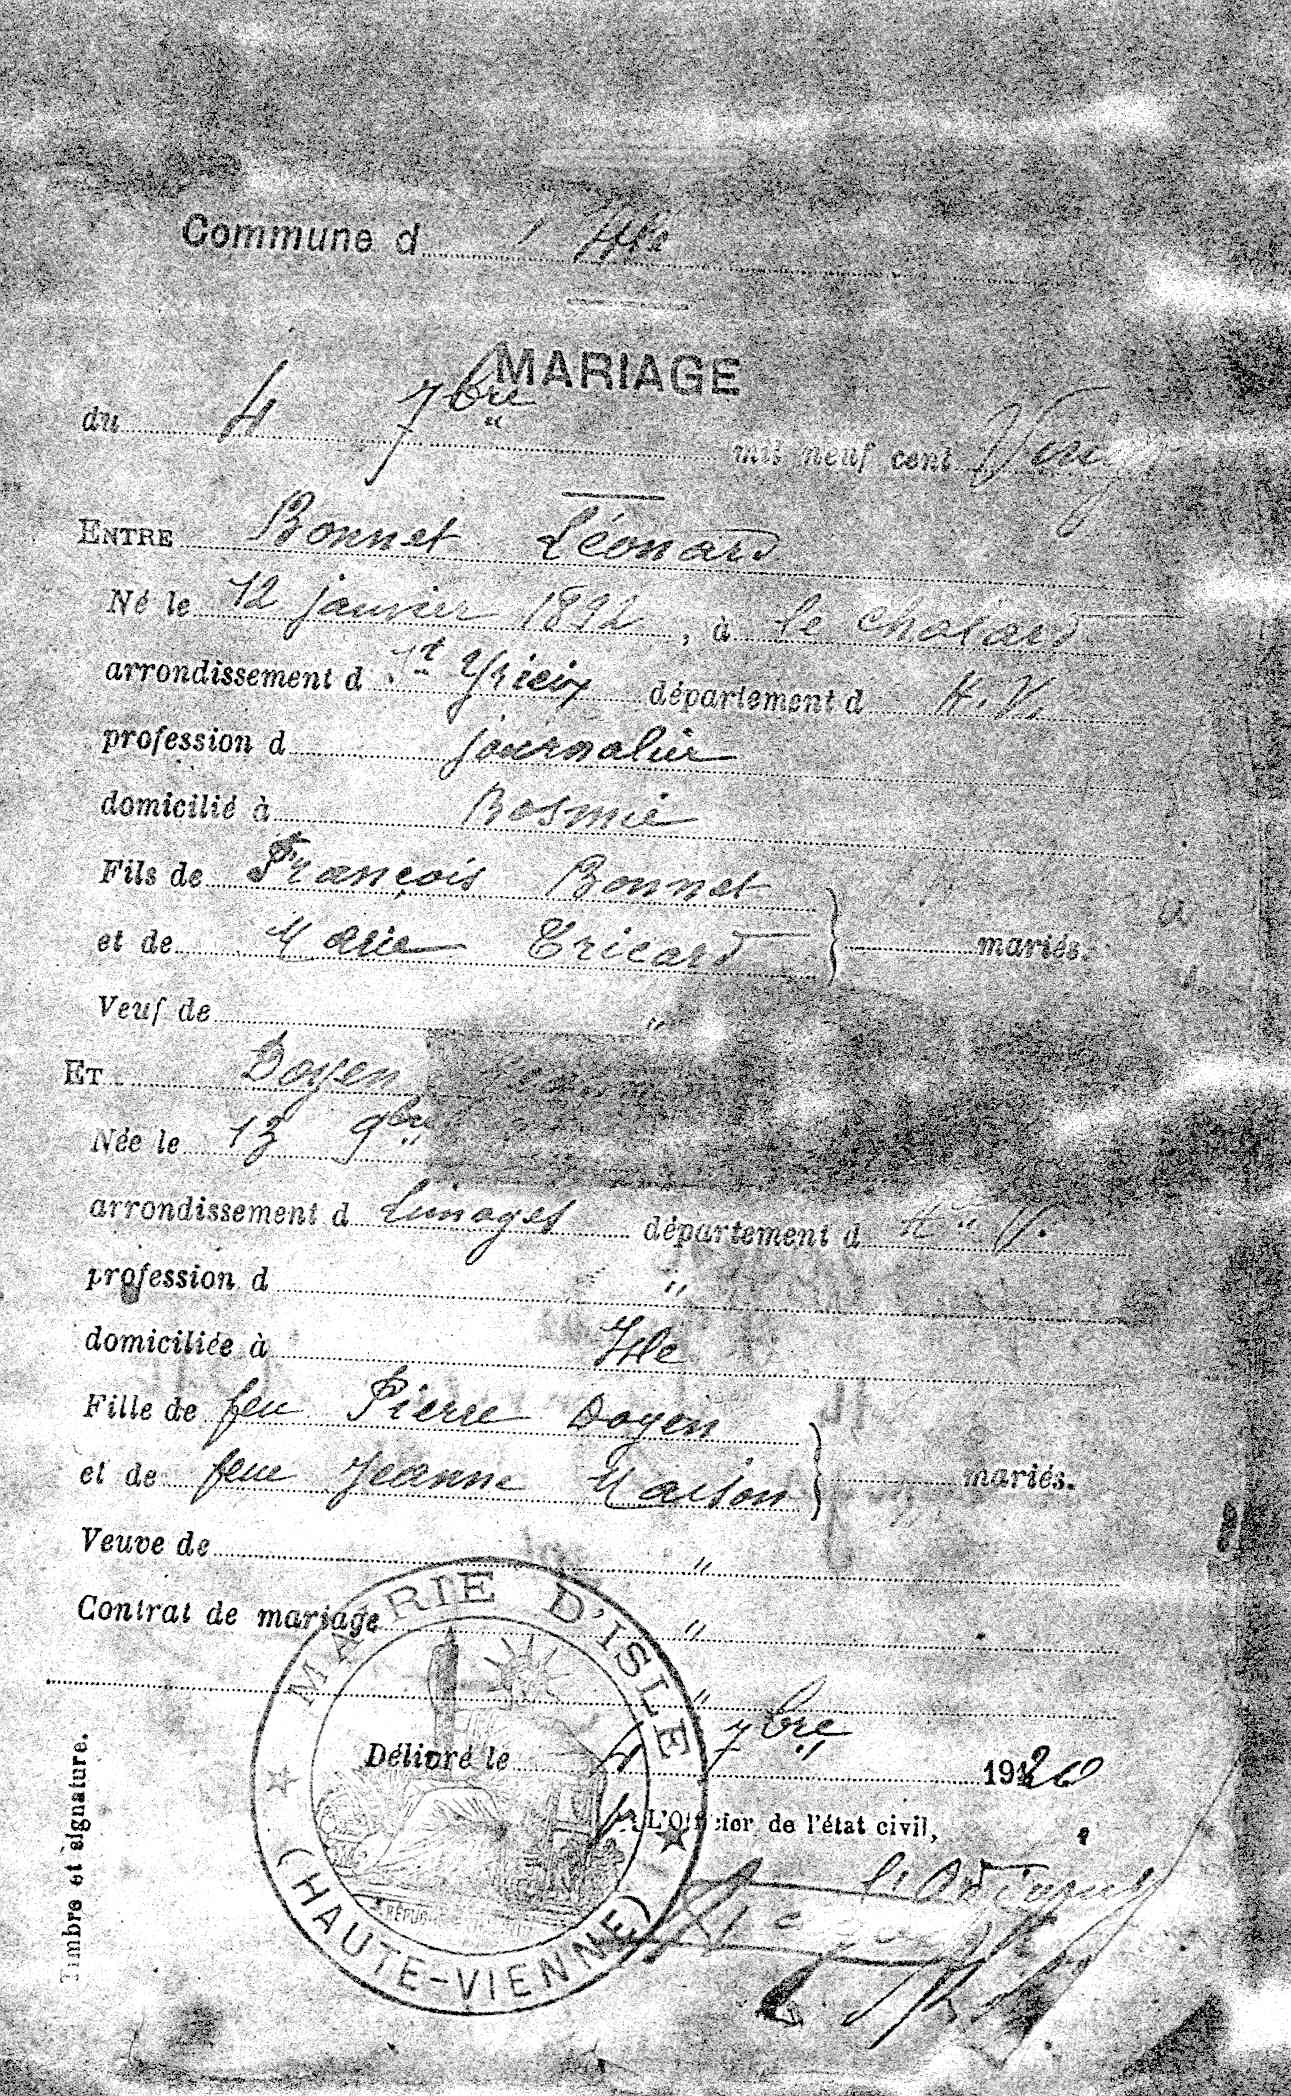 Commune d ' Isle
MARIAGE
du 4 7bre mil neuf cent Vingt
ENTRE Bonnet Léonard
Né le 12 janvier 1892, à le Chalard
arrondissement d St Yrieix département d H. V.
profession d journalier
domicilié à Bosmie
Fils de François Bonnet
et de Marie Tricard mariés.
Veuf de "
ET Doyen
Née le 13 9bre
arrondissement d Limoges département d Hte V.
profession d "
domiciliée à Isle
Fille de feu Pierre Doyen
et de feue Jeanne Maison mariés.
Veuve de "
Contrat de mariage "
"
Délivré le 4 7bre 1920
L'Officier de l'état civil,
l'Adjoint
Timbre et signature.
MAIRIE D'ISLE
(HAUTE-VIENNE)